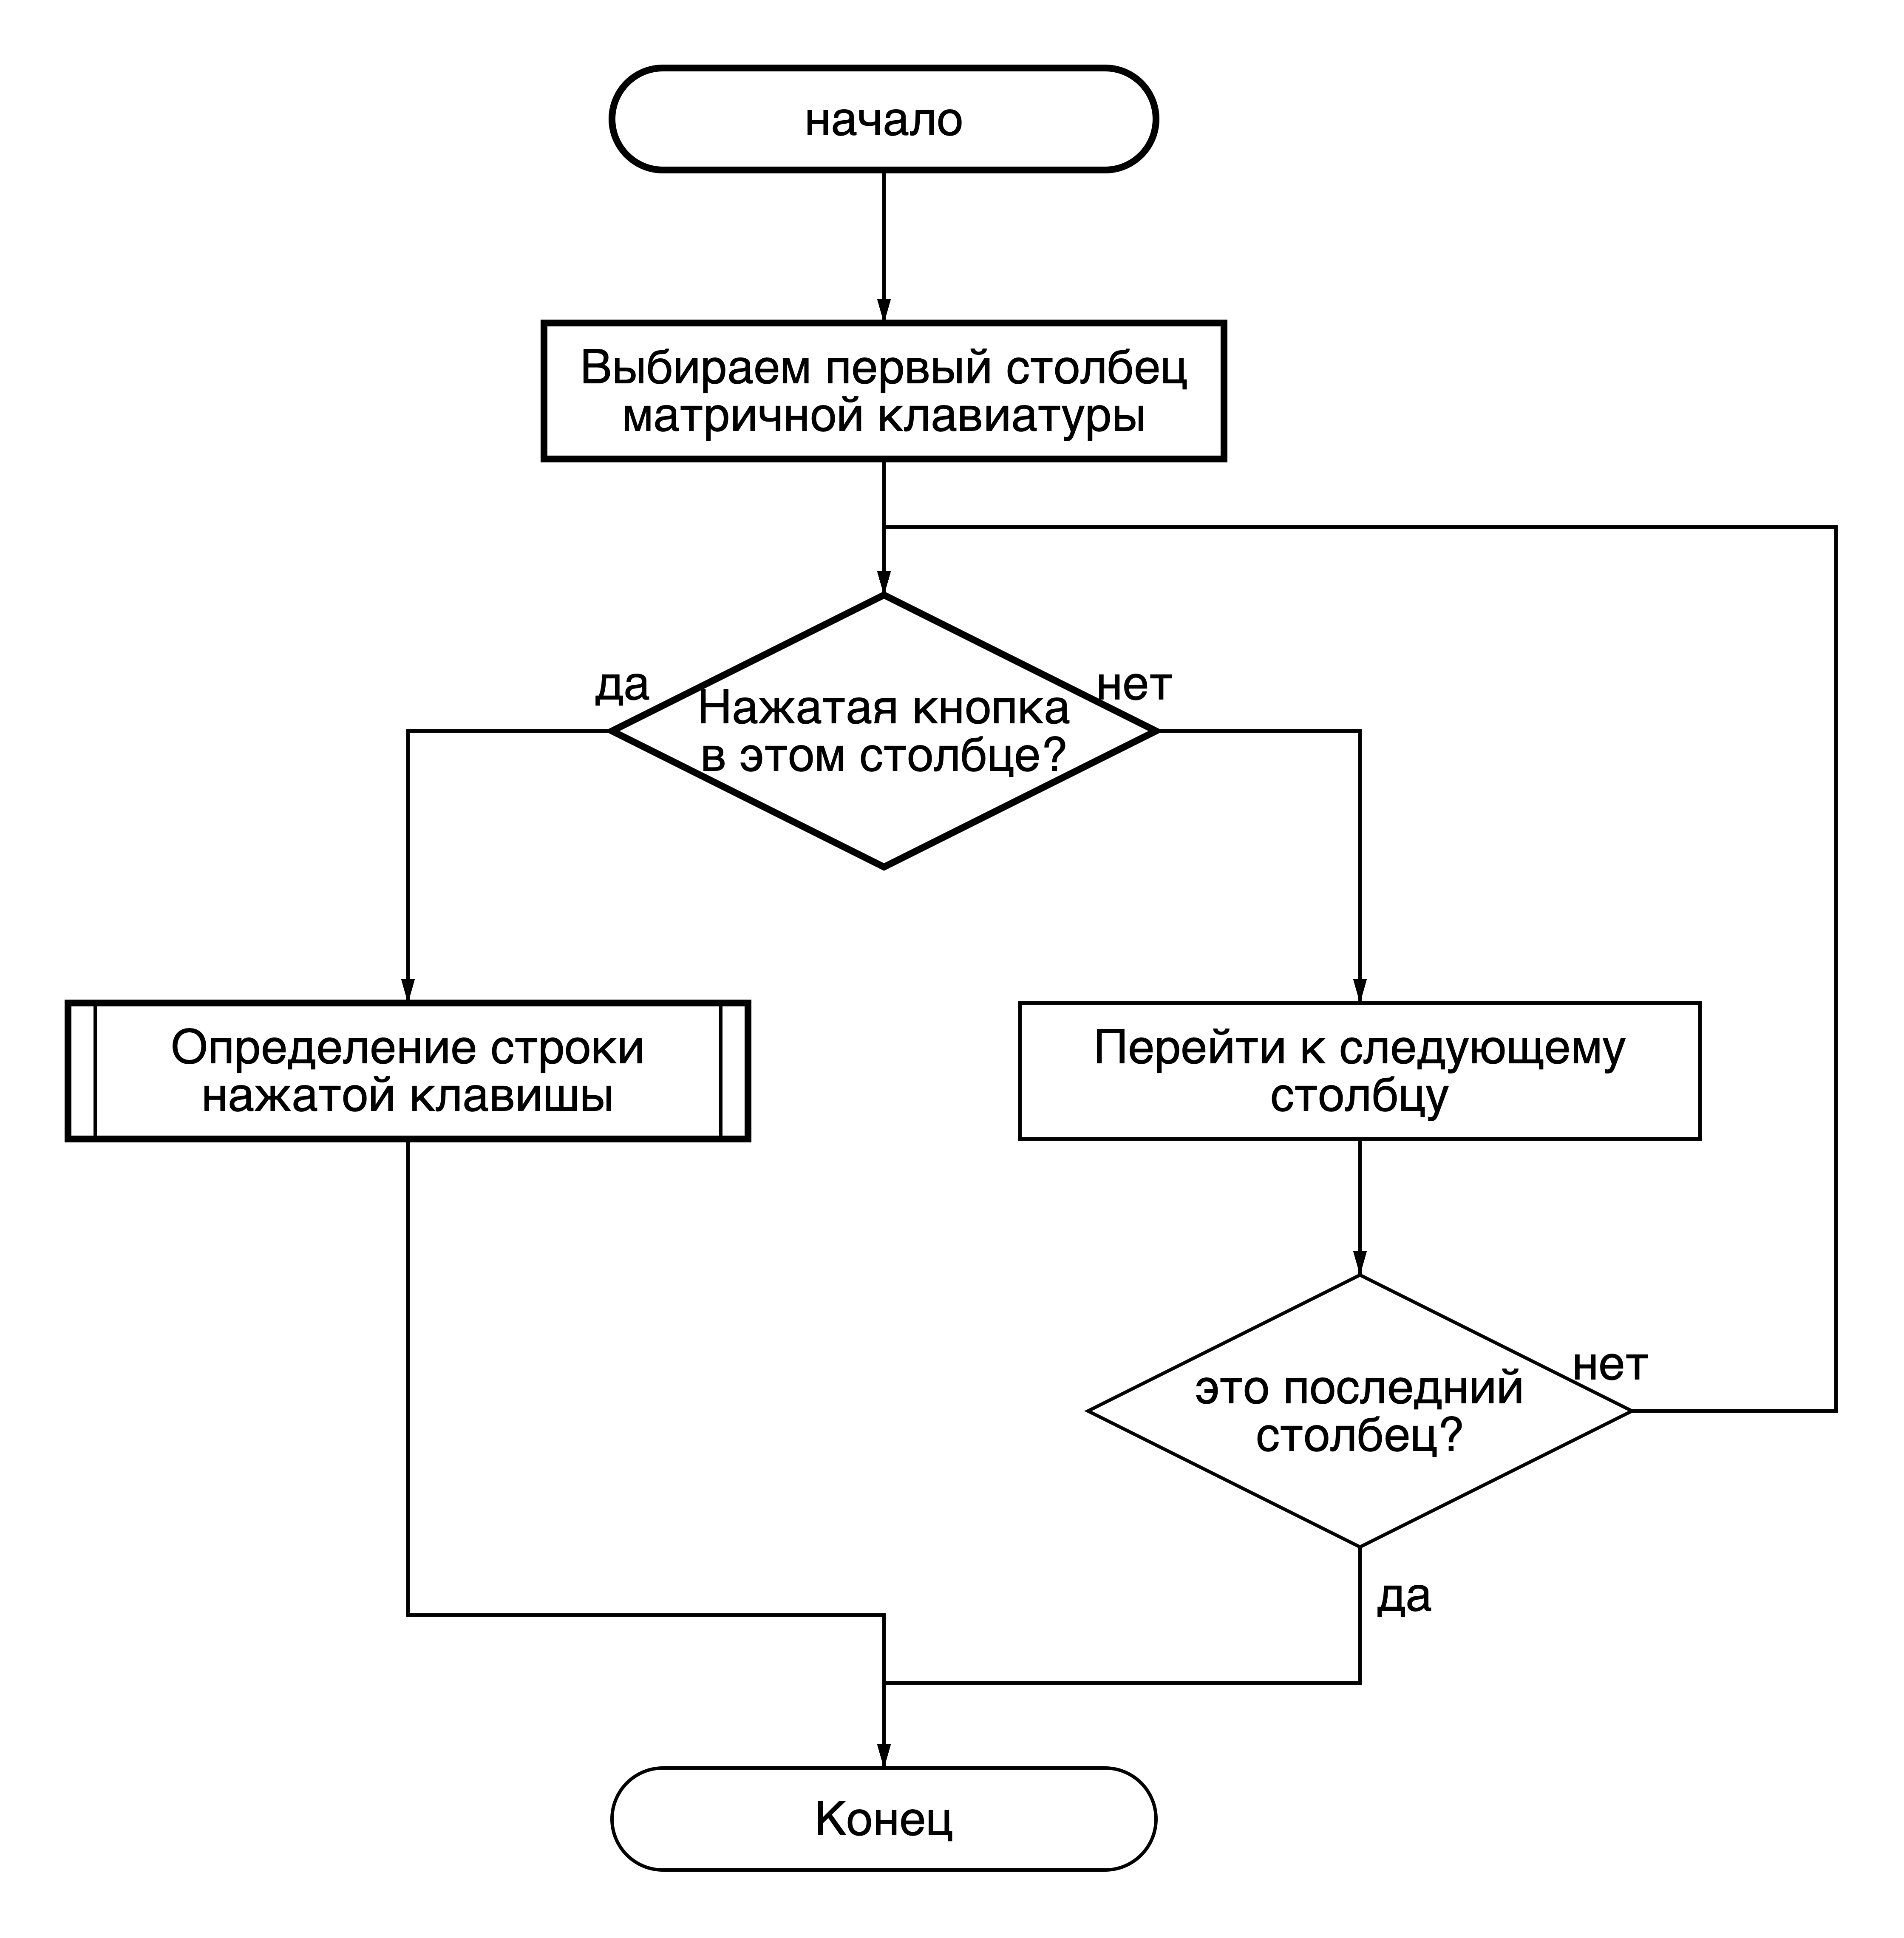 начало
Выбираем первый столбец
матричной клавиатуры
да
нет
Нажатая кнопка
в этом столбце?
Определение строки
нажатой клавишы
Перейти к следующему
столбцу
нет
это последний
столбец?
да
Конец